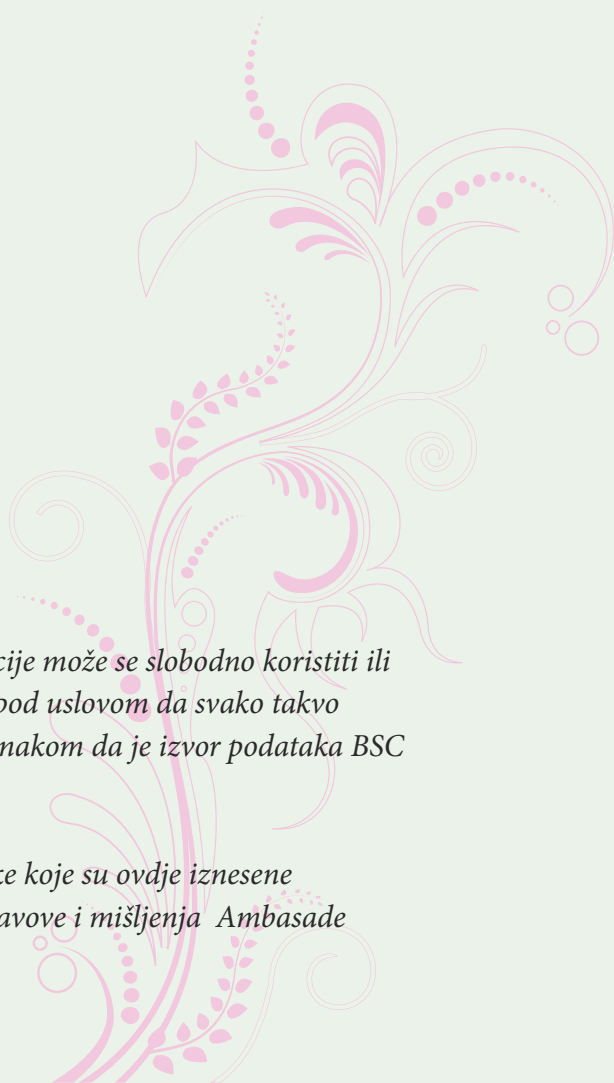 cije može se slobodno koristiti ili
pod uslovom da svako takvo
nakom da je izvor podataka BSC
ke koje su ovdje iznesene
avove i mišljenja Ambasade